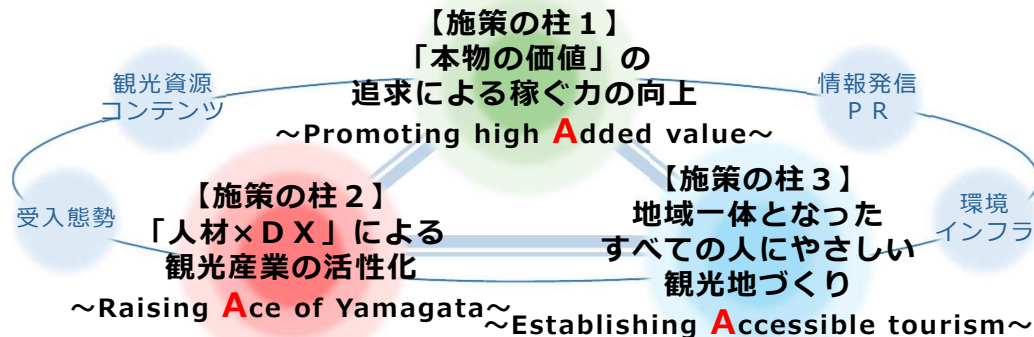 【施策の柱１】
「本物の価値」の
追求による稼ぐ力の向上
～Promoting high Added value～
観光資源
コンテンツ
情報発信
ＰＲ
受入態勢
環境
インフラ
【施策の柱２】
「人材×ＤＸ」による
観光産業の活性化
～Raising Ace of Yamagata～
【施策の柱３】
地域一体となった
すべての人にやさしい
観光地づくり
～Establishing Accessible tourism～